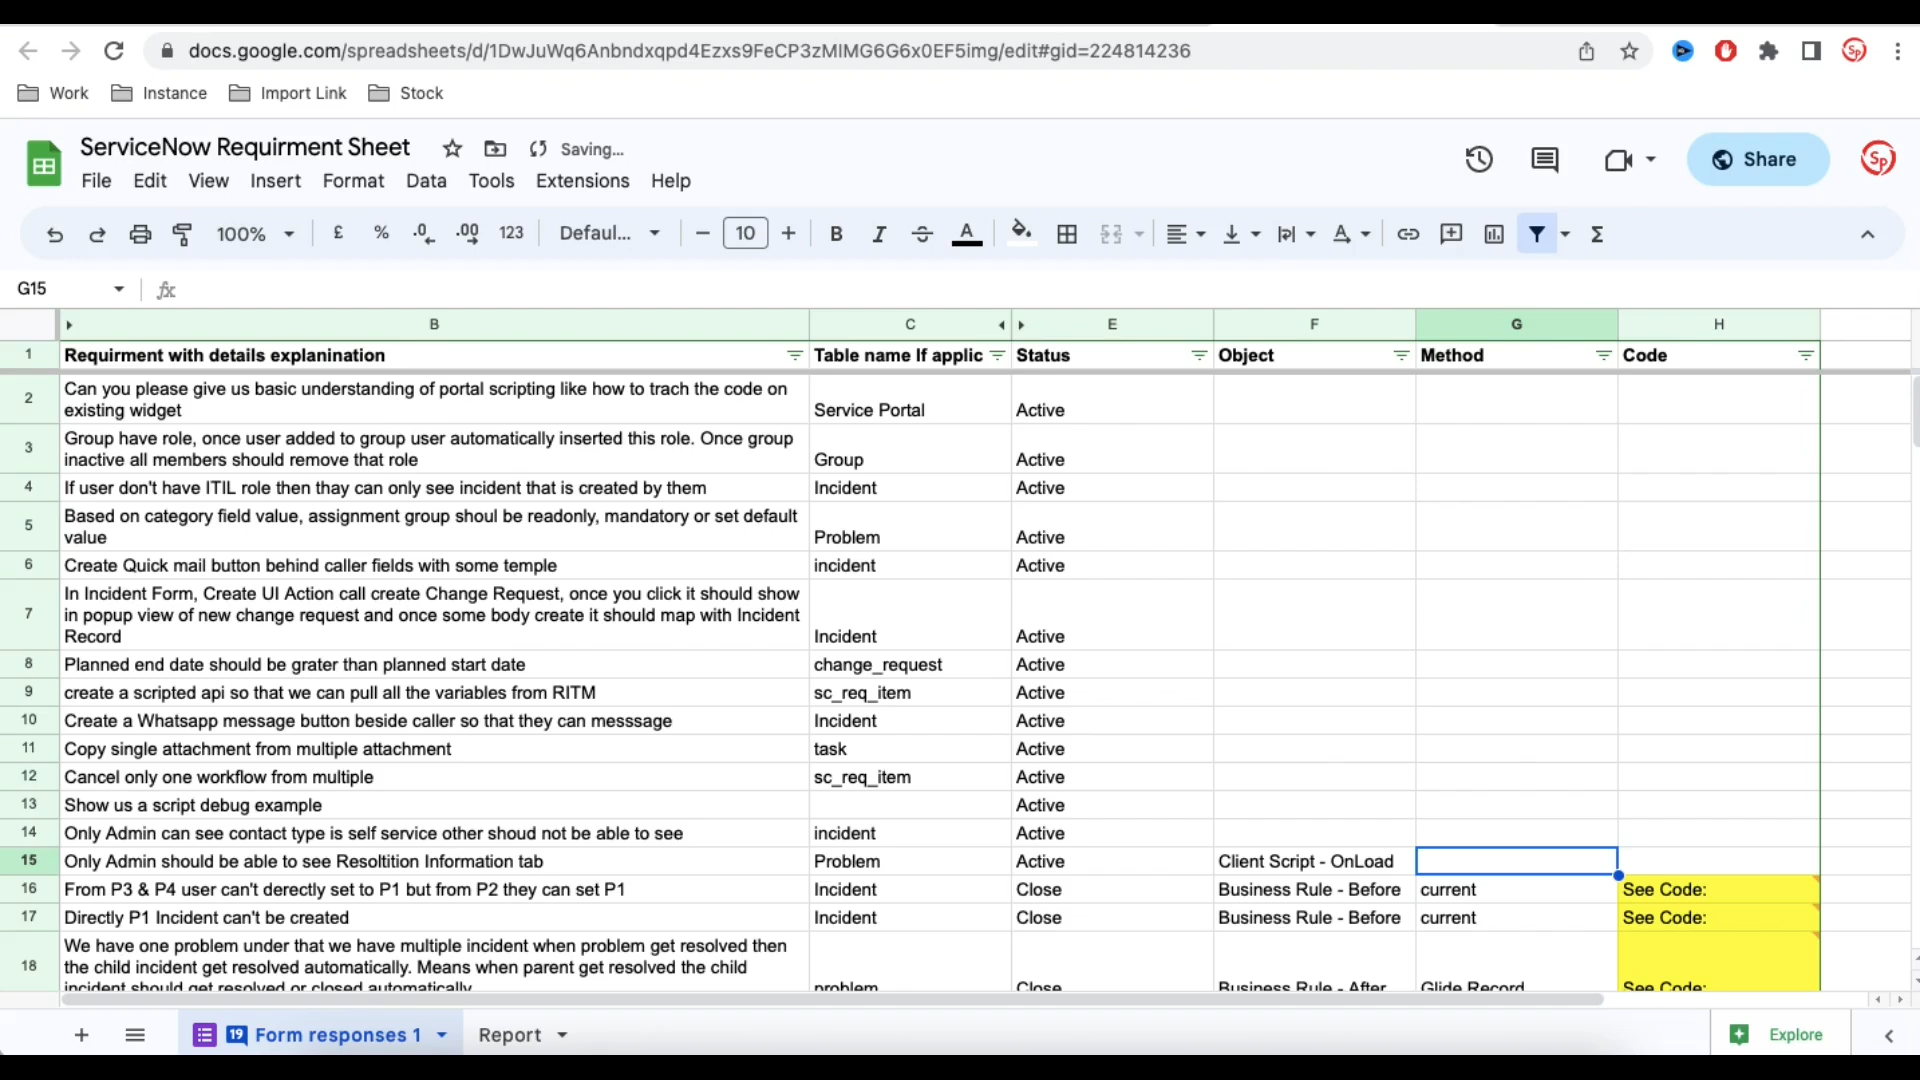 docs.google.com/spreadsheets/d/1DwJuWq6Anbndxqpd4Ezxs9FeCP3zMIMG6G6x0EF5img/edit#gid=224814236
Work Instance Import Link Stock
ServiceNow Requirment Sheet Saving...
File Edit View Insert Format Data Tools Extensions Help
Share
100% £ % .0 .00 123 Defaul... 10
G15
B C E F G H
1 Requirment with details explanination Table name If applic Status Object Method Code
2 Can you please give us basic understanding of portal scripting like how to trach the code on
existing widget Service Portal Active
3 Group have role, once user added to group user automatically inserted this role. Once group
inactive all members should remove that role Group Active
4 If user don't have ITIL role then thay can only see incident that is created by them Incident Active
5 Based on category field value, assignment group shoul be readonly, mandatory or set default
value Problem Active
6 Create Quick mail button behind caller fields with some temple incident Active
7 In Incident Form, Create UI Action call create Change Request, once you click it should show
in popup view of new change request and once some body create it should map with Incident
Record Incident Active
8 Planned end date should be grater than planned start date change_request Active
9 create a scripted api so that we can pull all the variables from RITM sc_req_item Active
10 Create a Whatsapp message button beside caller so that they can messsage Incident Active
11 Copy single attachment from multiple attachment task Active
12 Cancel only one workflow from multiple sc_req_item Active
13 Show us a script debug example Active
14 Only Admin can see contact type is self service other shoud not be able to see incident Active
15 Only Admin should be able to see Resoltition Information tab Problem Active Client Script - OnLoad
16 From P3 & P4 user can't derectly set to P1 but from P2 they can set P1 Incident Close Business Rule - Before current See Code:
17 Directly P1 Incident can't be created Incident Close Business Rule - Before current See Code:
18 We have one problem under that we have multiple incident when problem get resolved then
the child incident get resolved automatically. Means when parent get resolved the child
incident should get resolved or closed automatically problem Close Business Rule - After Glide Record See Code:
19 Form responses 1 Report Explore